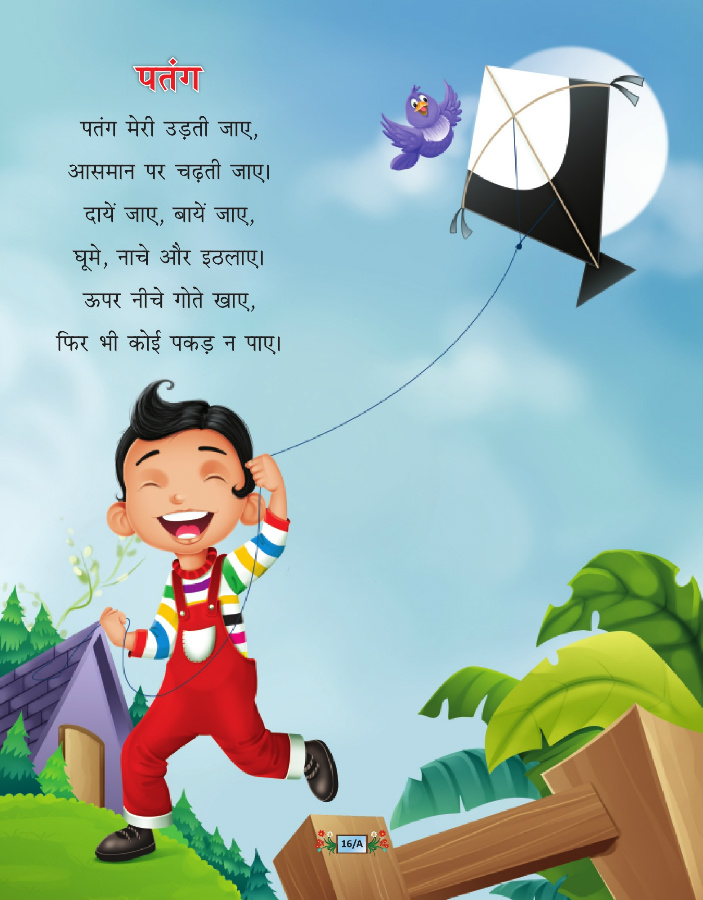 पतंग
पतंग मेरी उड़ती जाए,
आसमान पर चढ़ती जाए।
दायें जाए, बायें जाए,
घूमे, नाचे और इठलाए।
ऊपर नीचे गोते खाए,
फिर भी कोई पकड़ न पाए।
16/A